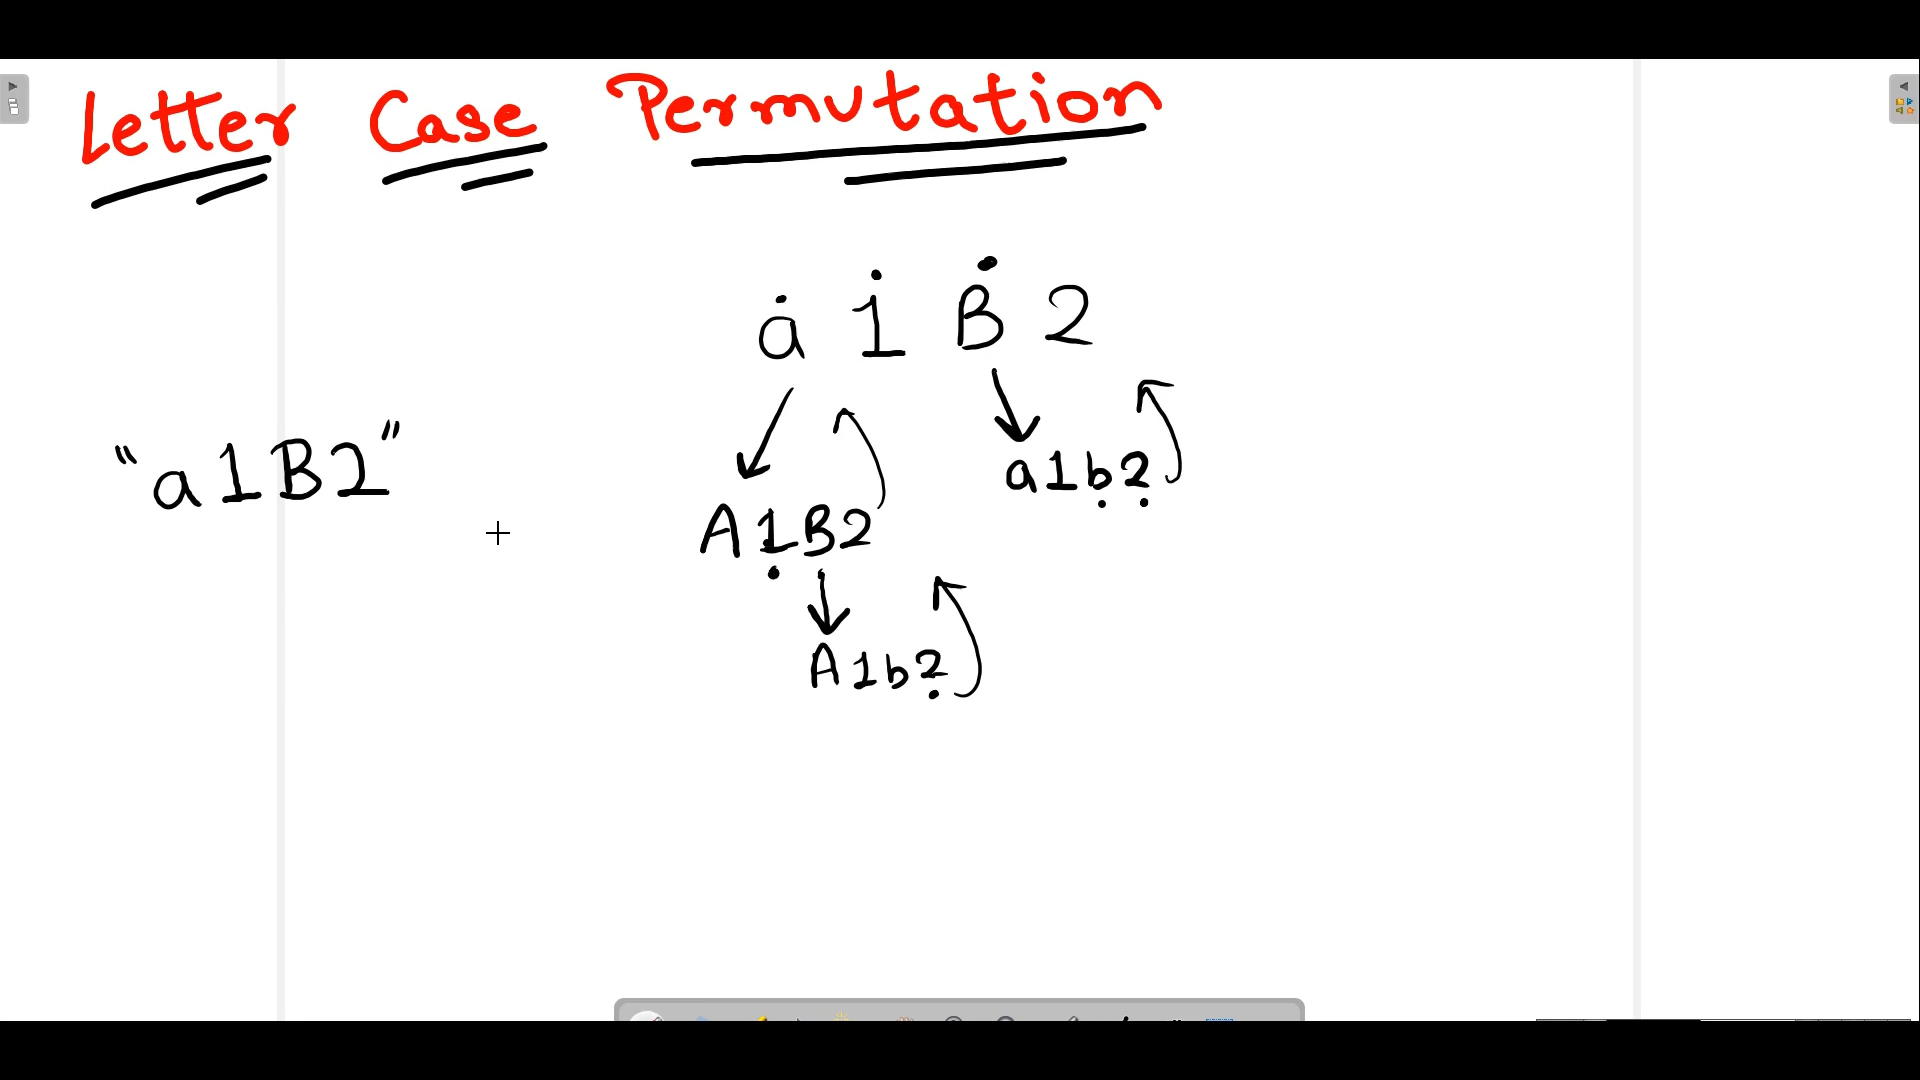 Letter Case Permutation
a 1 B 2
"a1B2"
a1b2
A1B2
A1b2